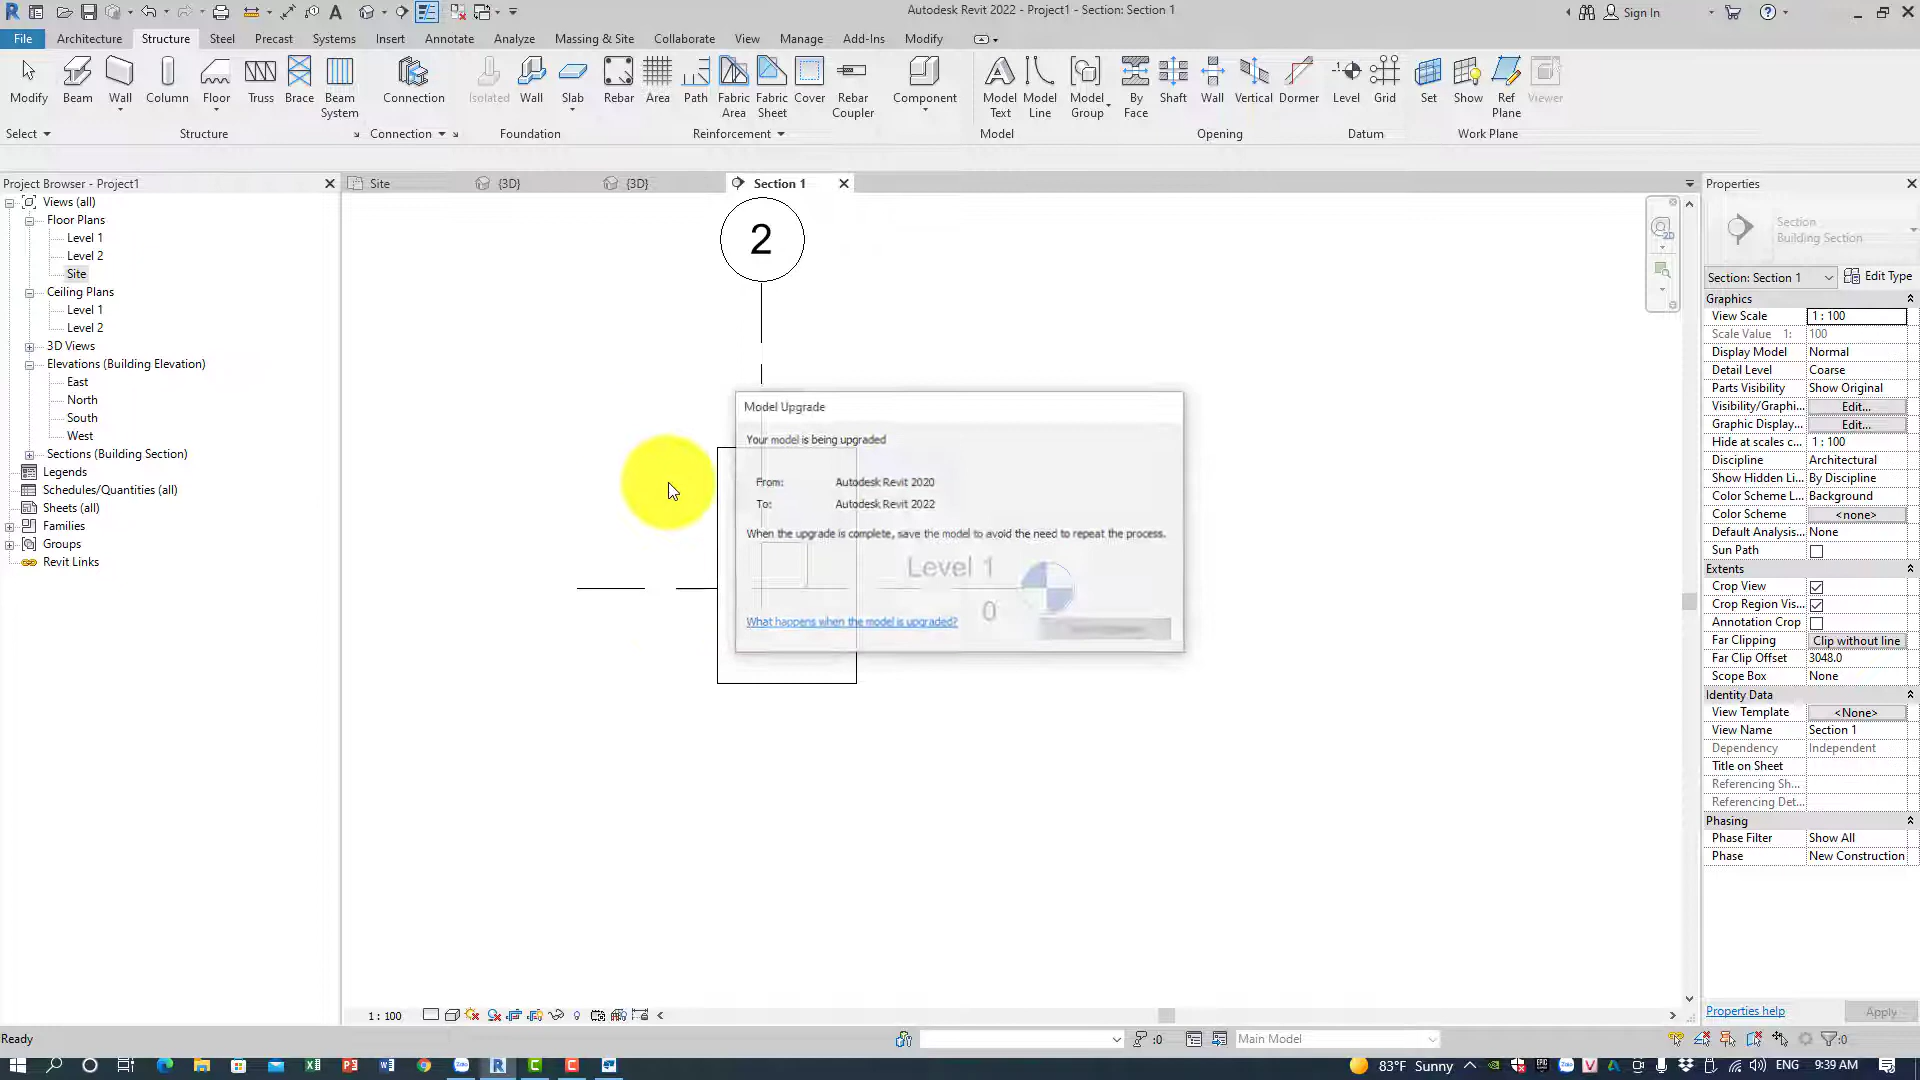 Autodesk Revit 2022 - Project1 - Section: Section 1
Sign In
File Architecture Structure Steel Precast Systems Insert Annotate Analyze Massing & Site Collaborate View Manage Add-Ins Modify
Modify Beam Wall Column Floor Truss Brace Beam System Connection Isolated Wall Slab Rebar Area Path Fabric Area Fabric Sheet Cover Rebar Coupler Component Model Text Model Line Model Group By Face Shaft Wall Vertical Dormer Level Grid Set Show Ref Plane Viewer
Select Structure Connection Foundation Reinforcement Model Opening Datum Work Plane
Project Browser - Project1
Views (all)
Floor Plans
Level 1
Level 2
Site
Ceiling Plans
Level 1
Level 2
3D Views
Elevations (Building Elevation)
East
North
South
West
Sections (Building Section)
Legends
Schedules/Quantities (all)
Sheets (all)
Families
Groups
Revit Links
Site {3D} {3D} Section 1
2
Model Upgrade
Your model is being upgraded
From: Autodesk Revit 2020
To: Autodesk Revit 2022
When the upgrade is complete, save the model to avoid the need to repeat the process.
Level 1
0
What happens when the model is upgraded?
Properties
Section
Building Section
Section: Section 1 Edit Type
Graphics
View Scale 1 : 100
Scale Value 1: 100
Display Model Normal
Detail Level Coarse
Parts Visibility Show Original
Visibility/Graphi... Edit...
Graphic Display... Edit...
Hide at scales c... 1 : 100
Discipline Architectural
Show Hidden Li... By Discipline
Color Scheme L... Background
Color Scheme <none>
Default Analysis... None
Sun Path
Extents
Crop View
Crop Region Vis...
Annotation Crop
Far Clipping Clip without line
Far Clip Offset 3048.0
Scope Box None
Identity Data
View Template <None>
View Name Section 1
Dependency Independent
Title on Sheet
Referencing Sh...
Referencing Det...
Phasing
Phase Filter Show All
Phase New Construction
Properties help Apply
1 : 100
Ready :0 Main Model :0
83°F Sunny ENG 9:39 AM